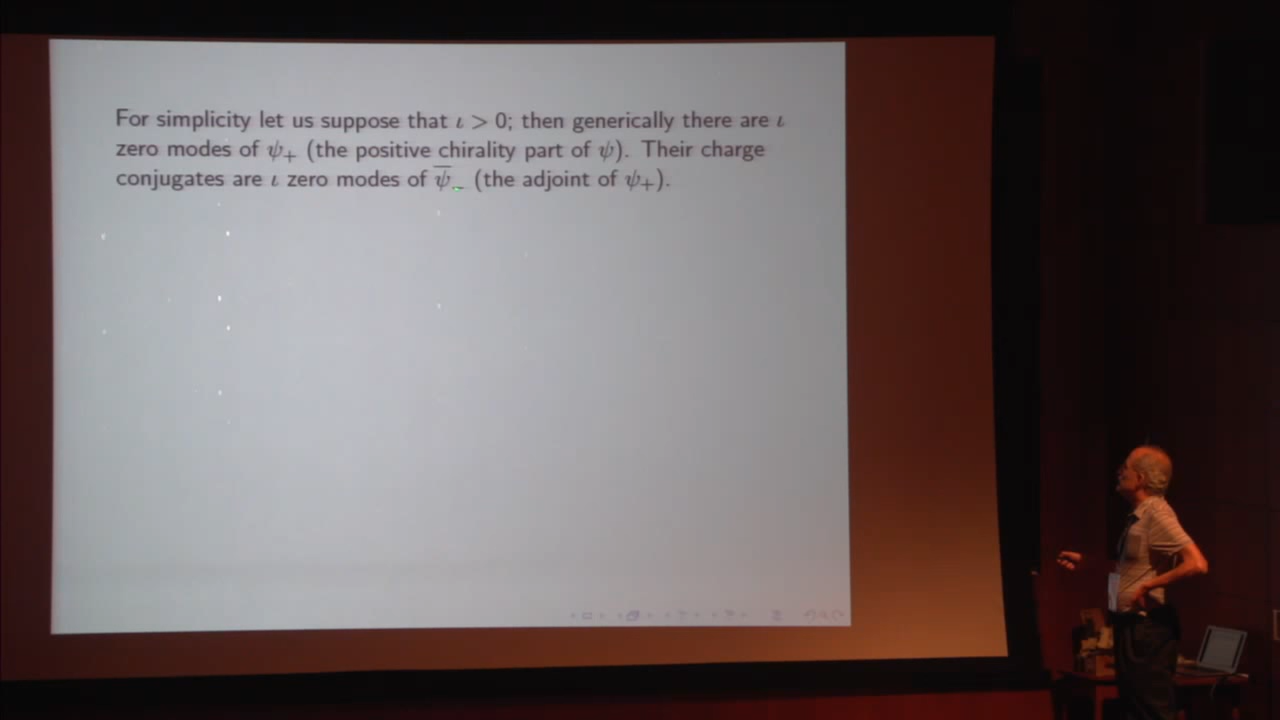 For simplicity let us suppose that ι > 0; then generically there are ι
zero modes of ψ₊ (the positive chirality part of ψ). Their charge
conjugates are ι zero modes of ψ̅₋ (the adjoint of ψ₊).